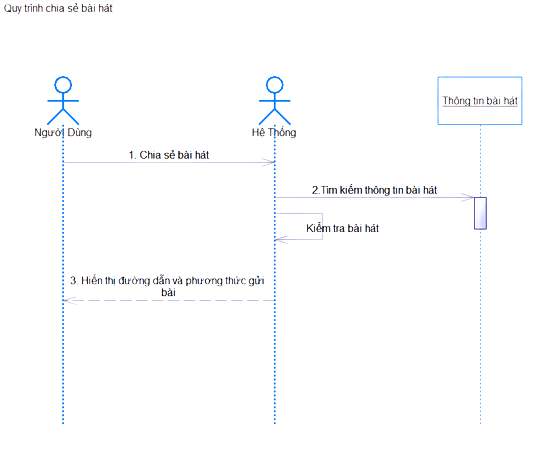 Quy trình chia sẻ bài hát
Người Dùng
Hệ Thống
Thông tin bài hát
1. Chia sẻ bài hát
2.Tìm kiếm thông tin bài hát
Kiểm tra bài hát
3. Hiển thị đường dẫn và phương thức gửi
bài